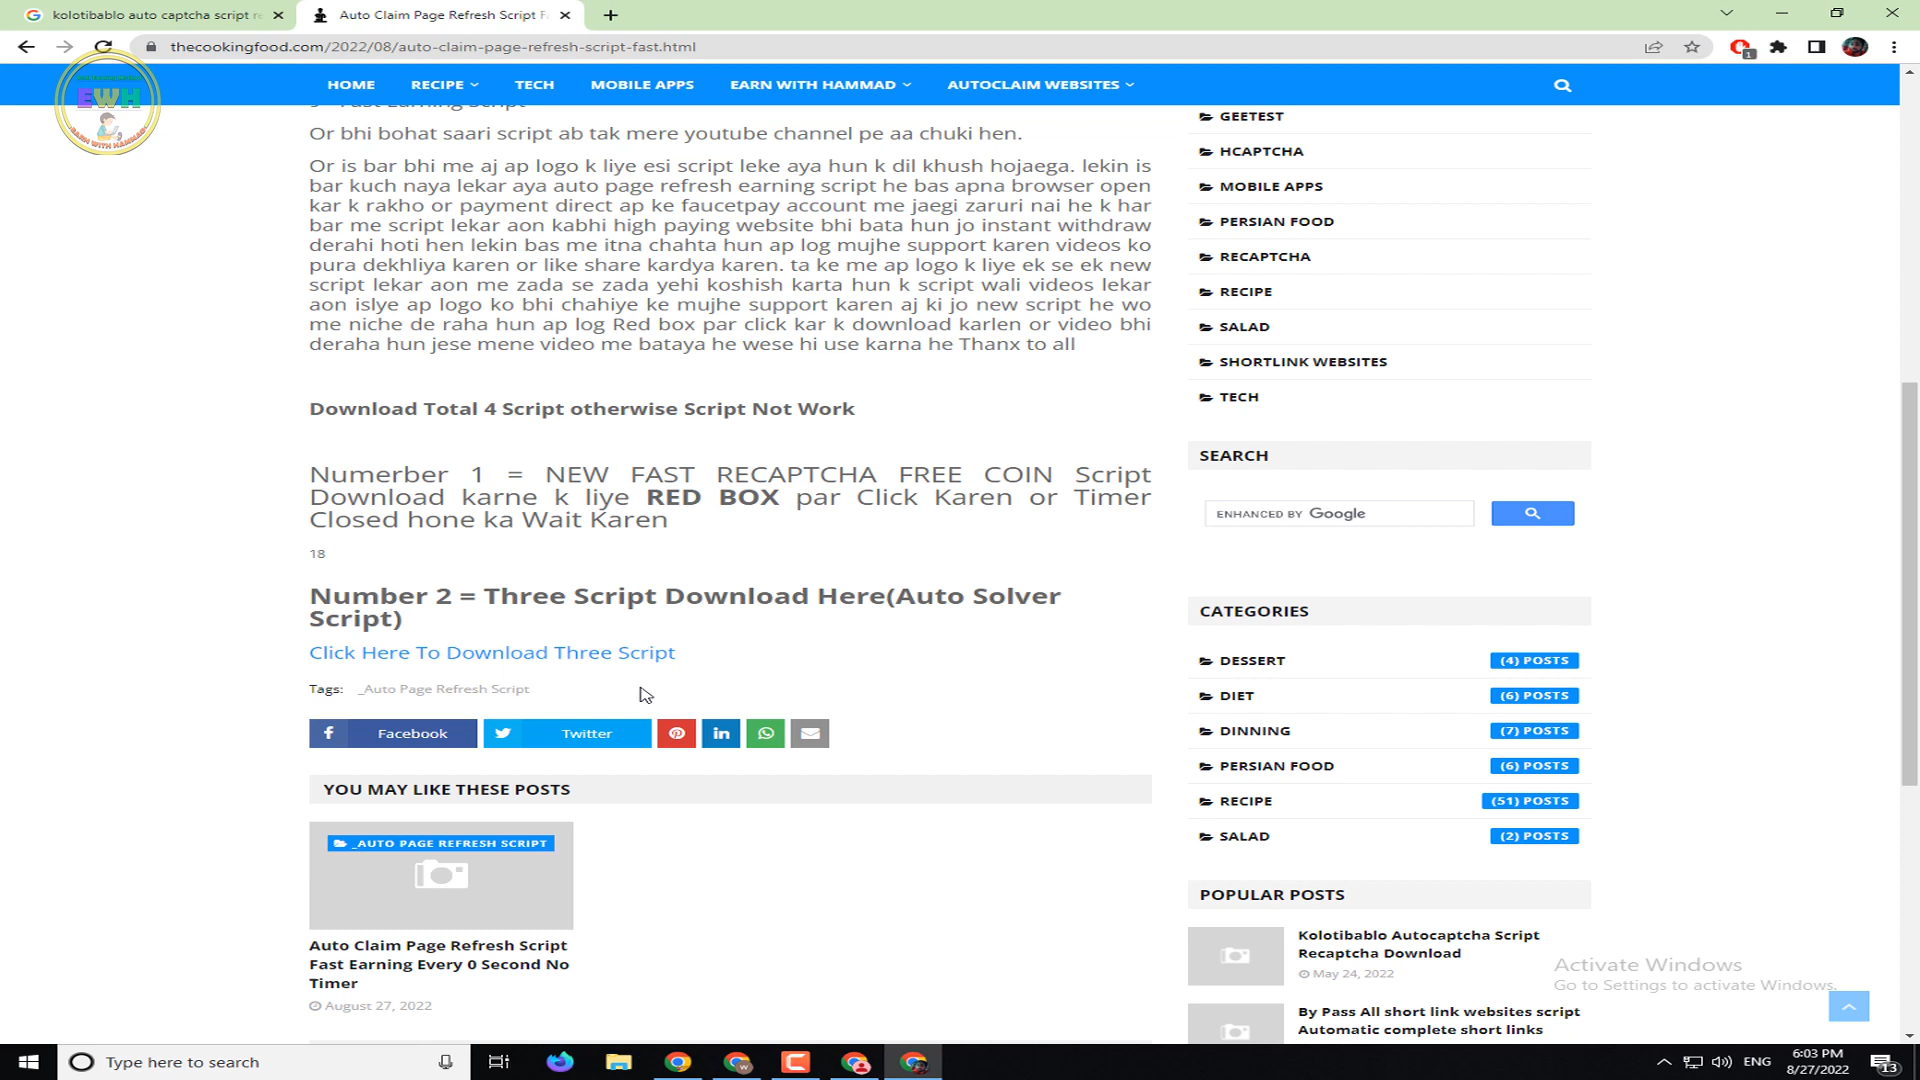 kolotibablo auto captcha script re
Auto Claim Page Refresh Script Fa
thecookingfood.com/2022/08/auto-claim-page-refresh-script-fast.html
1
EWH
HOME
RECIPE
TECH
MOBILE APPS
EARN WITH HAMMAD
AUTOCLAIM WEBSITES
Or bhi bohat saari script ab tak mere youtube channel pe aa chuki hen.
Or is bar bhi me aj ap logo k liye esi script leke aya hun k dil khush hojaega. lekin is
bar kuch naya lekar aya auto page refresh earning script he bas apna browser open
kar k rakho or payment direct ap ke faucetpay account me jaegi zaruri nai he k har
bar me script lekar aon kabhi high paying website bhi bata hun jo instant withdraw
derahi hoti hen lekin bas me itna chahta hun ap log mujhe support karen videos ko
pura dekhliya karen or like share kardya karen. ta ke me ap logo k liye ek se ek new
script lekar aon me zada se zada yehi koshish karta hun k script wali videos lekar
aon islye ap logo ko bhi chahiye ke mujhe support karen aj ki jo new script he wo
me niche de raha hun ap log Red box par click kar k download karlen or video bhi
deraha hun jese mene video me bataya he wese hi use karna he Thanx to all
Download Total 4 Script otherwise Script Not Work
Numerber 1 = NEW FAST RECAPTCHA FREE COIN Script
Download karne k liye RED BOX par Click Karen or Timer
Closed hone ka Wait Karen
18
Number 2 = Three Script Download Here(Auto Solver
Script)
Click Here To Download Three Script
Tags: _Auto Page Refresh Script
Facebook
Twitter
YOU MAY LIKE THESE POSTS
_AUTO PAGE REFRESH SCRIPT
Auto Claim Page Refresh Script
Fast Earning Every 0 Second No
Timer
August 27, 2022
GEETEST
HCAPTCHA
MOBILE APPS
PERSIAN FOOD
RECAPTCHA
RECIPE
SALAD
SHORTLINK WEBSITES
TECH
SEARCH
ENHANCED BY Google
CATEGORIES
DESSERT (4) POSTS
DIET (6) POSTS
DINNING (7) POSTS
PERSIAN FOOD (6) POSTS
RECIPE (51) POSTS
SALAD (2) POSTS
POPULAR POSTS
Kolotibablo Autocaptcha Script
Recaptcha Download
May 24, 2022
By Pass All short link websites script
Automatic complete short links
Activate Windows
Go to Settings to activate Windows.
Type here to search
ENG
6:03 PM
8/27/2022
13